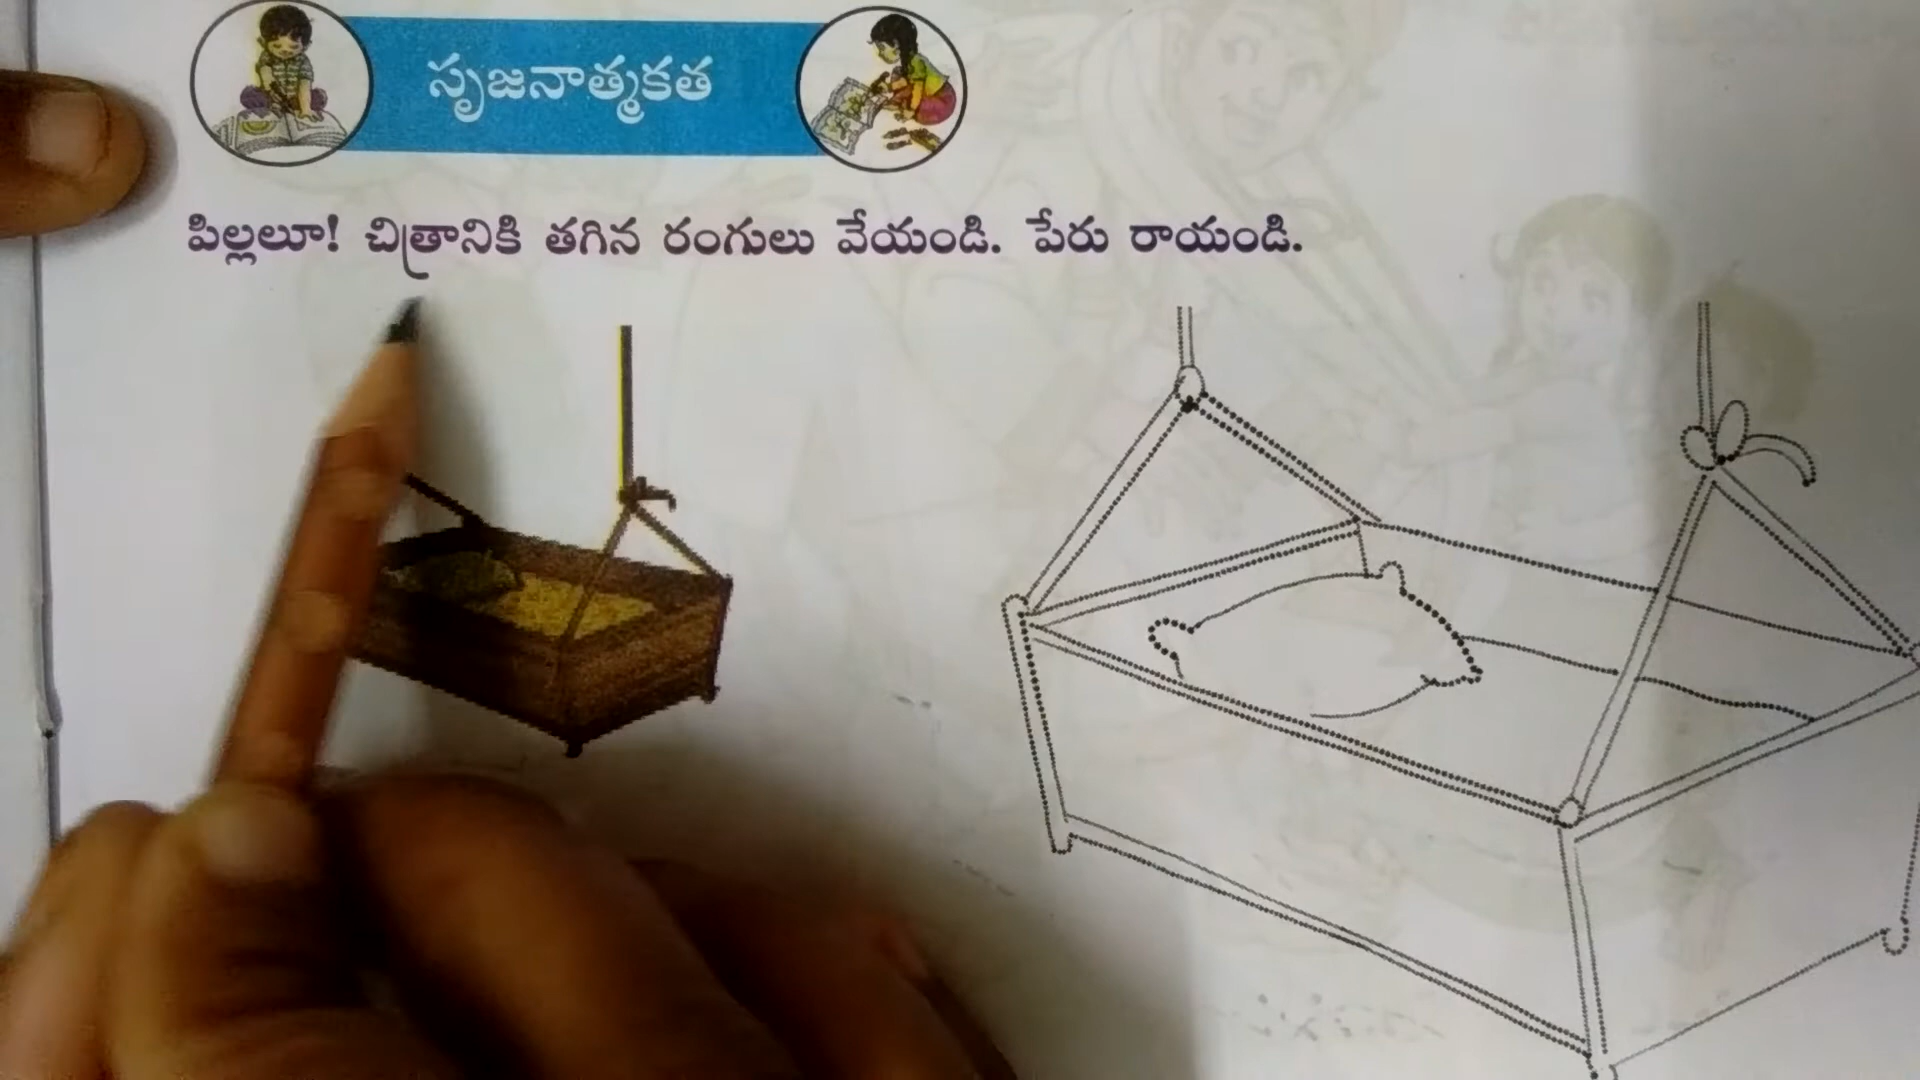 సృజనాత్మకత
పిల్లలూ! చిత్రానికి తగిన రంగులు వేయండి. పేరు రాయండి.